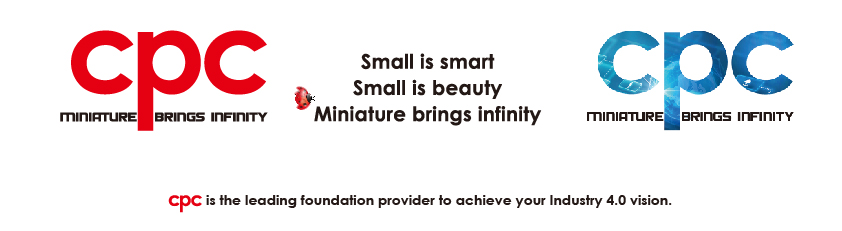 cpc
MINIATURE BRINGS INFINITY
Small is smart
Small is beauty
Miniature brings infinity
cpc
MINIATURE BRINGS INFINITY
cpc is the leading foundation provider to achieve your Industry 4.0 vision.